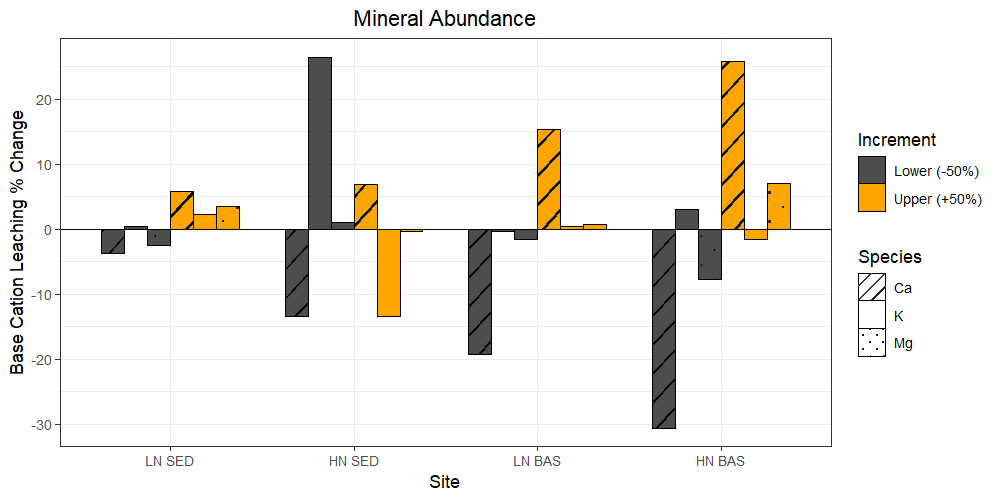 Mineral Abundance
Base Cation Leaching % Change
20
10
0
-10
-20
-30
LN SED
HN SED
LN BAS
HN BAS
Site
Increment
Lower (-50%)
Upper (+50%)
Species
Ca
K
Mg